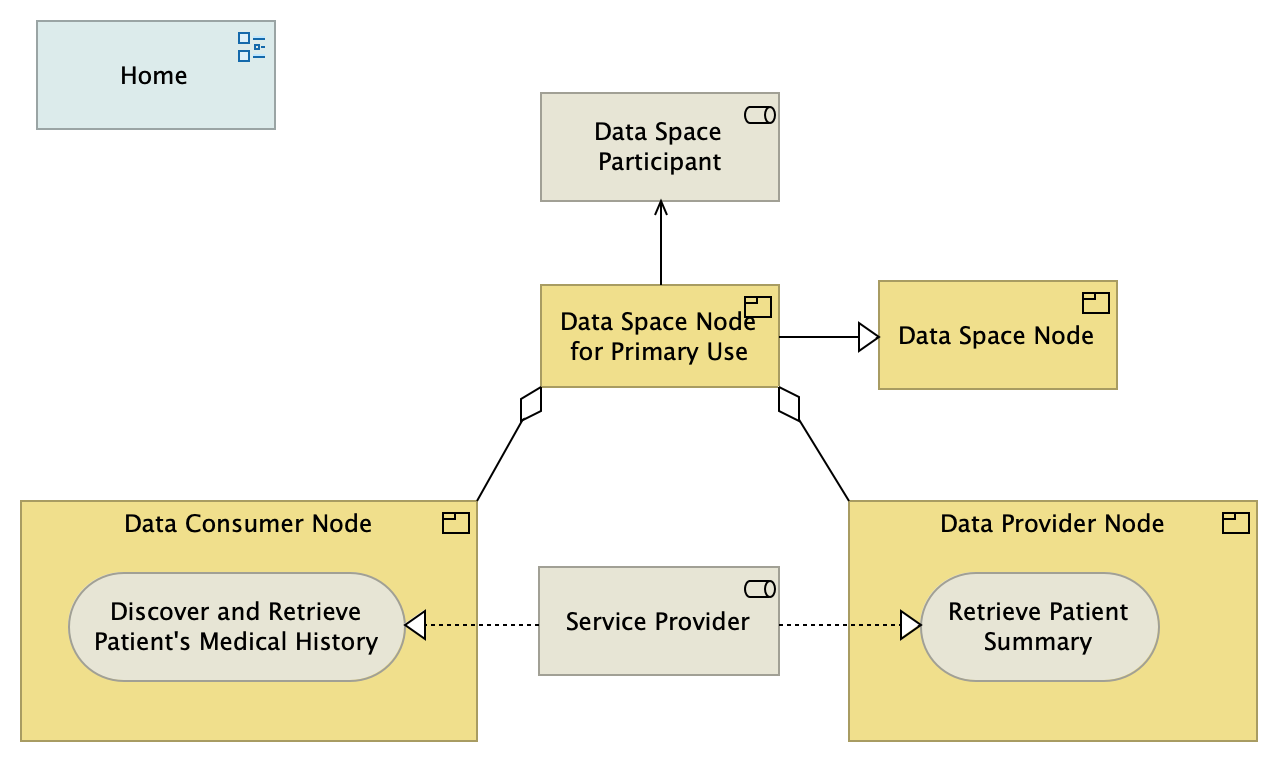 Home
Data Space
Participant
Data Space Node
for Primary Use
Data Space Node
Data Consumer Node
Discover and Retrieve
Patient's Medical History
Service Provider
Data Provider Node
Retrieve Patient
Summary